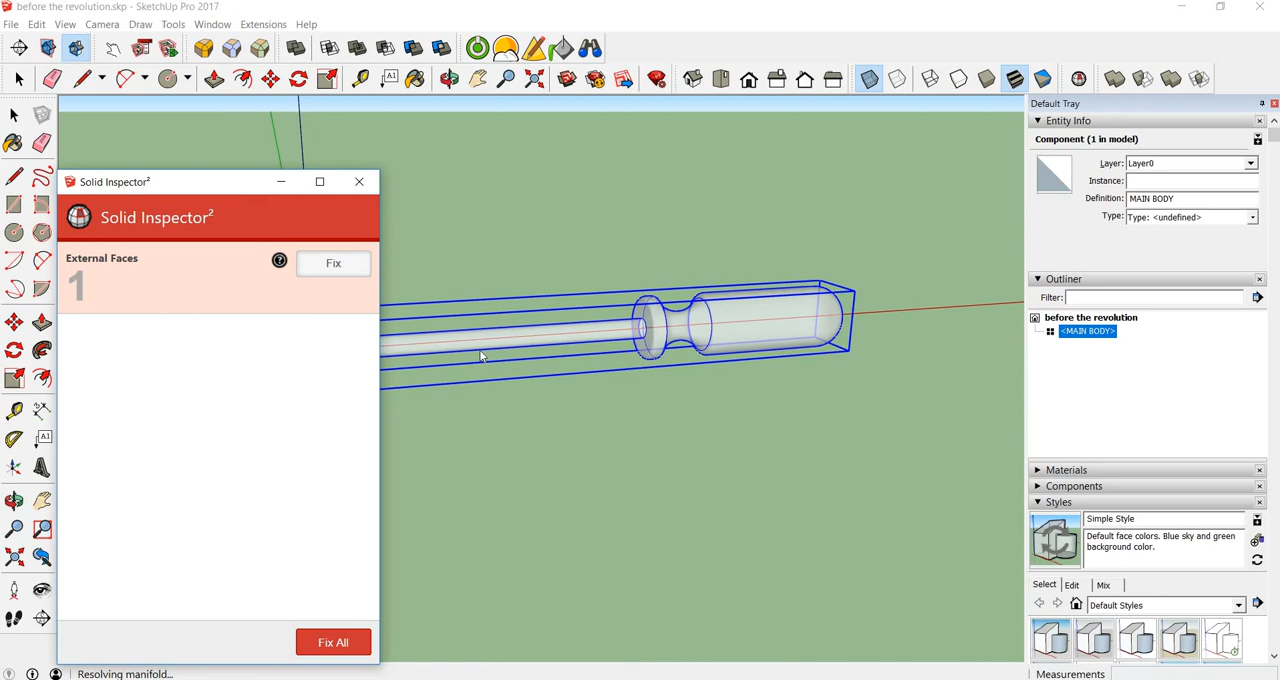 before the revolution.skp - SketchUp Pro 2017
File Edit View Camera Draw Tools Window Extensions Help
Default Tray
Entity Info
Component (1 in model)
Layer: Layer0
Instance:
Definition: MAIN BODY
Type: Type: <undefined>
Solid Inspector²
Solid Inspector²
External Faces
1
Fix
Fix All
Outliner
Filter:
before the revolution
<MAIN BODY>
Materials
Components
Styles
Simple Style
Default face colors. Blue sky and green
background color.
Select Edit Mix
Default Styles
Resolving manifold...
Measurements